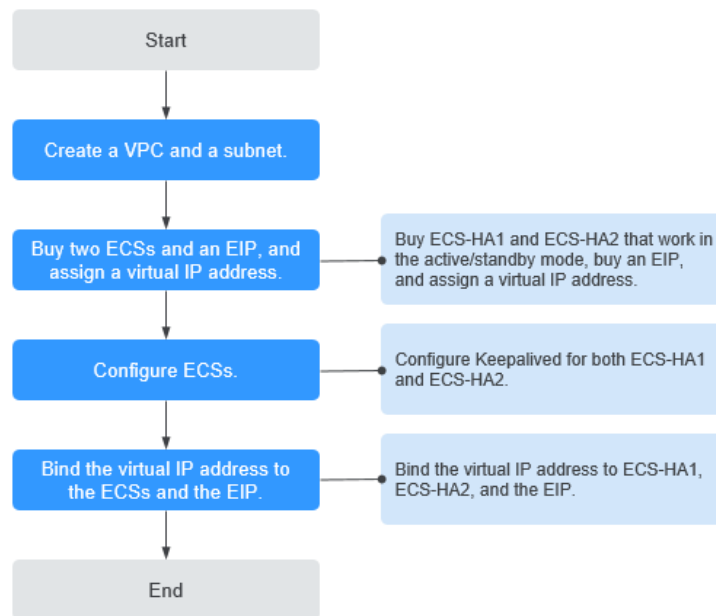 Start
Create a VPC and a subnet.
Buy two ECSs and an EIP, and
assign a virtual IP address.
Buy ECS-HA1 and ECS-HA2 that work in
the active/standby mode, buy an EIP,
and assign a virtual IP address.
Configure ECSs.
Configure Keepalived for both ECS-HA1
and ECS-HA2.
Bind the virtual IP address to
the ECSs and the EIP.
Bind the virtual IP address to ECS-HA1,
ECS-HA2, and the EIP.
End